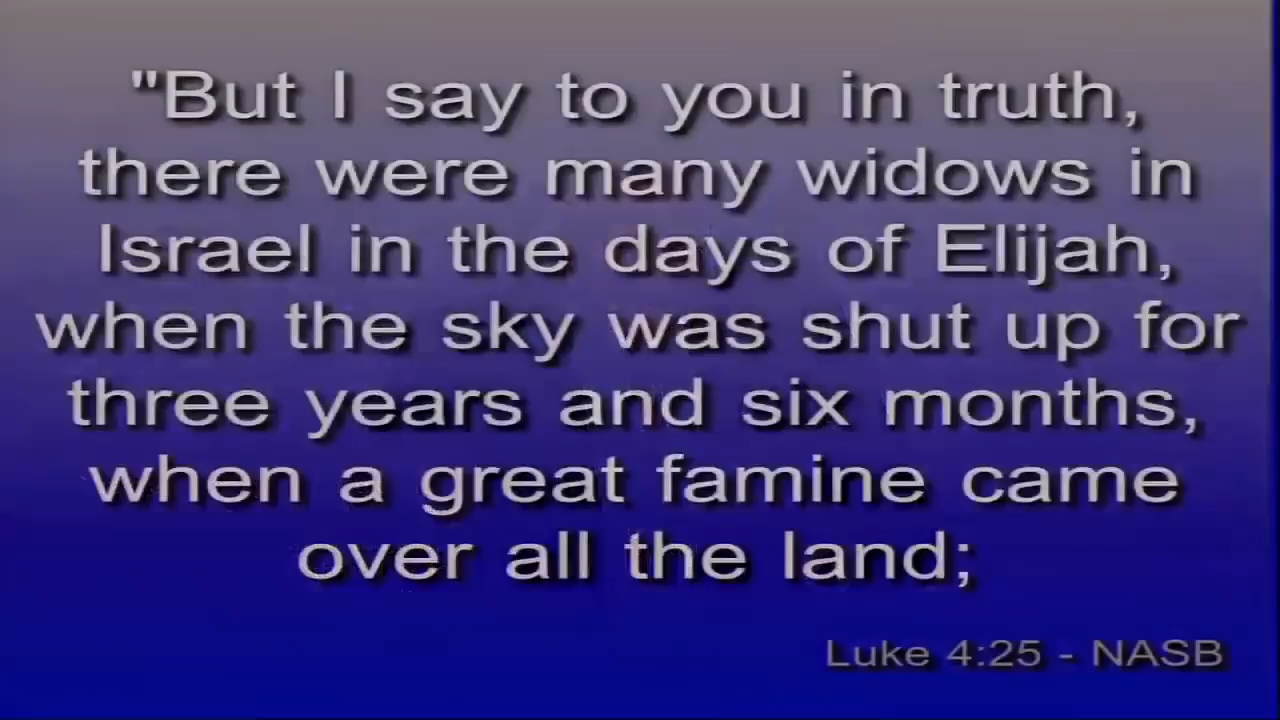 "But I say to you in truth,
there were many widows in
Israel in the days of Elijah,
when the sky was shut up for
three years and six months,
when a great famine came
over all the land;
Luke 4:25 - NASB